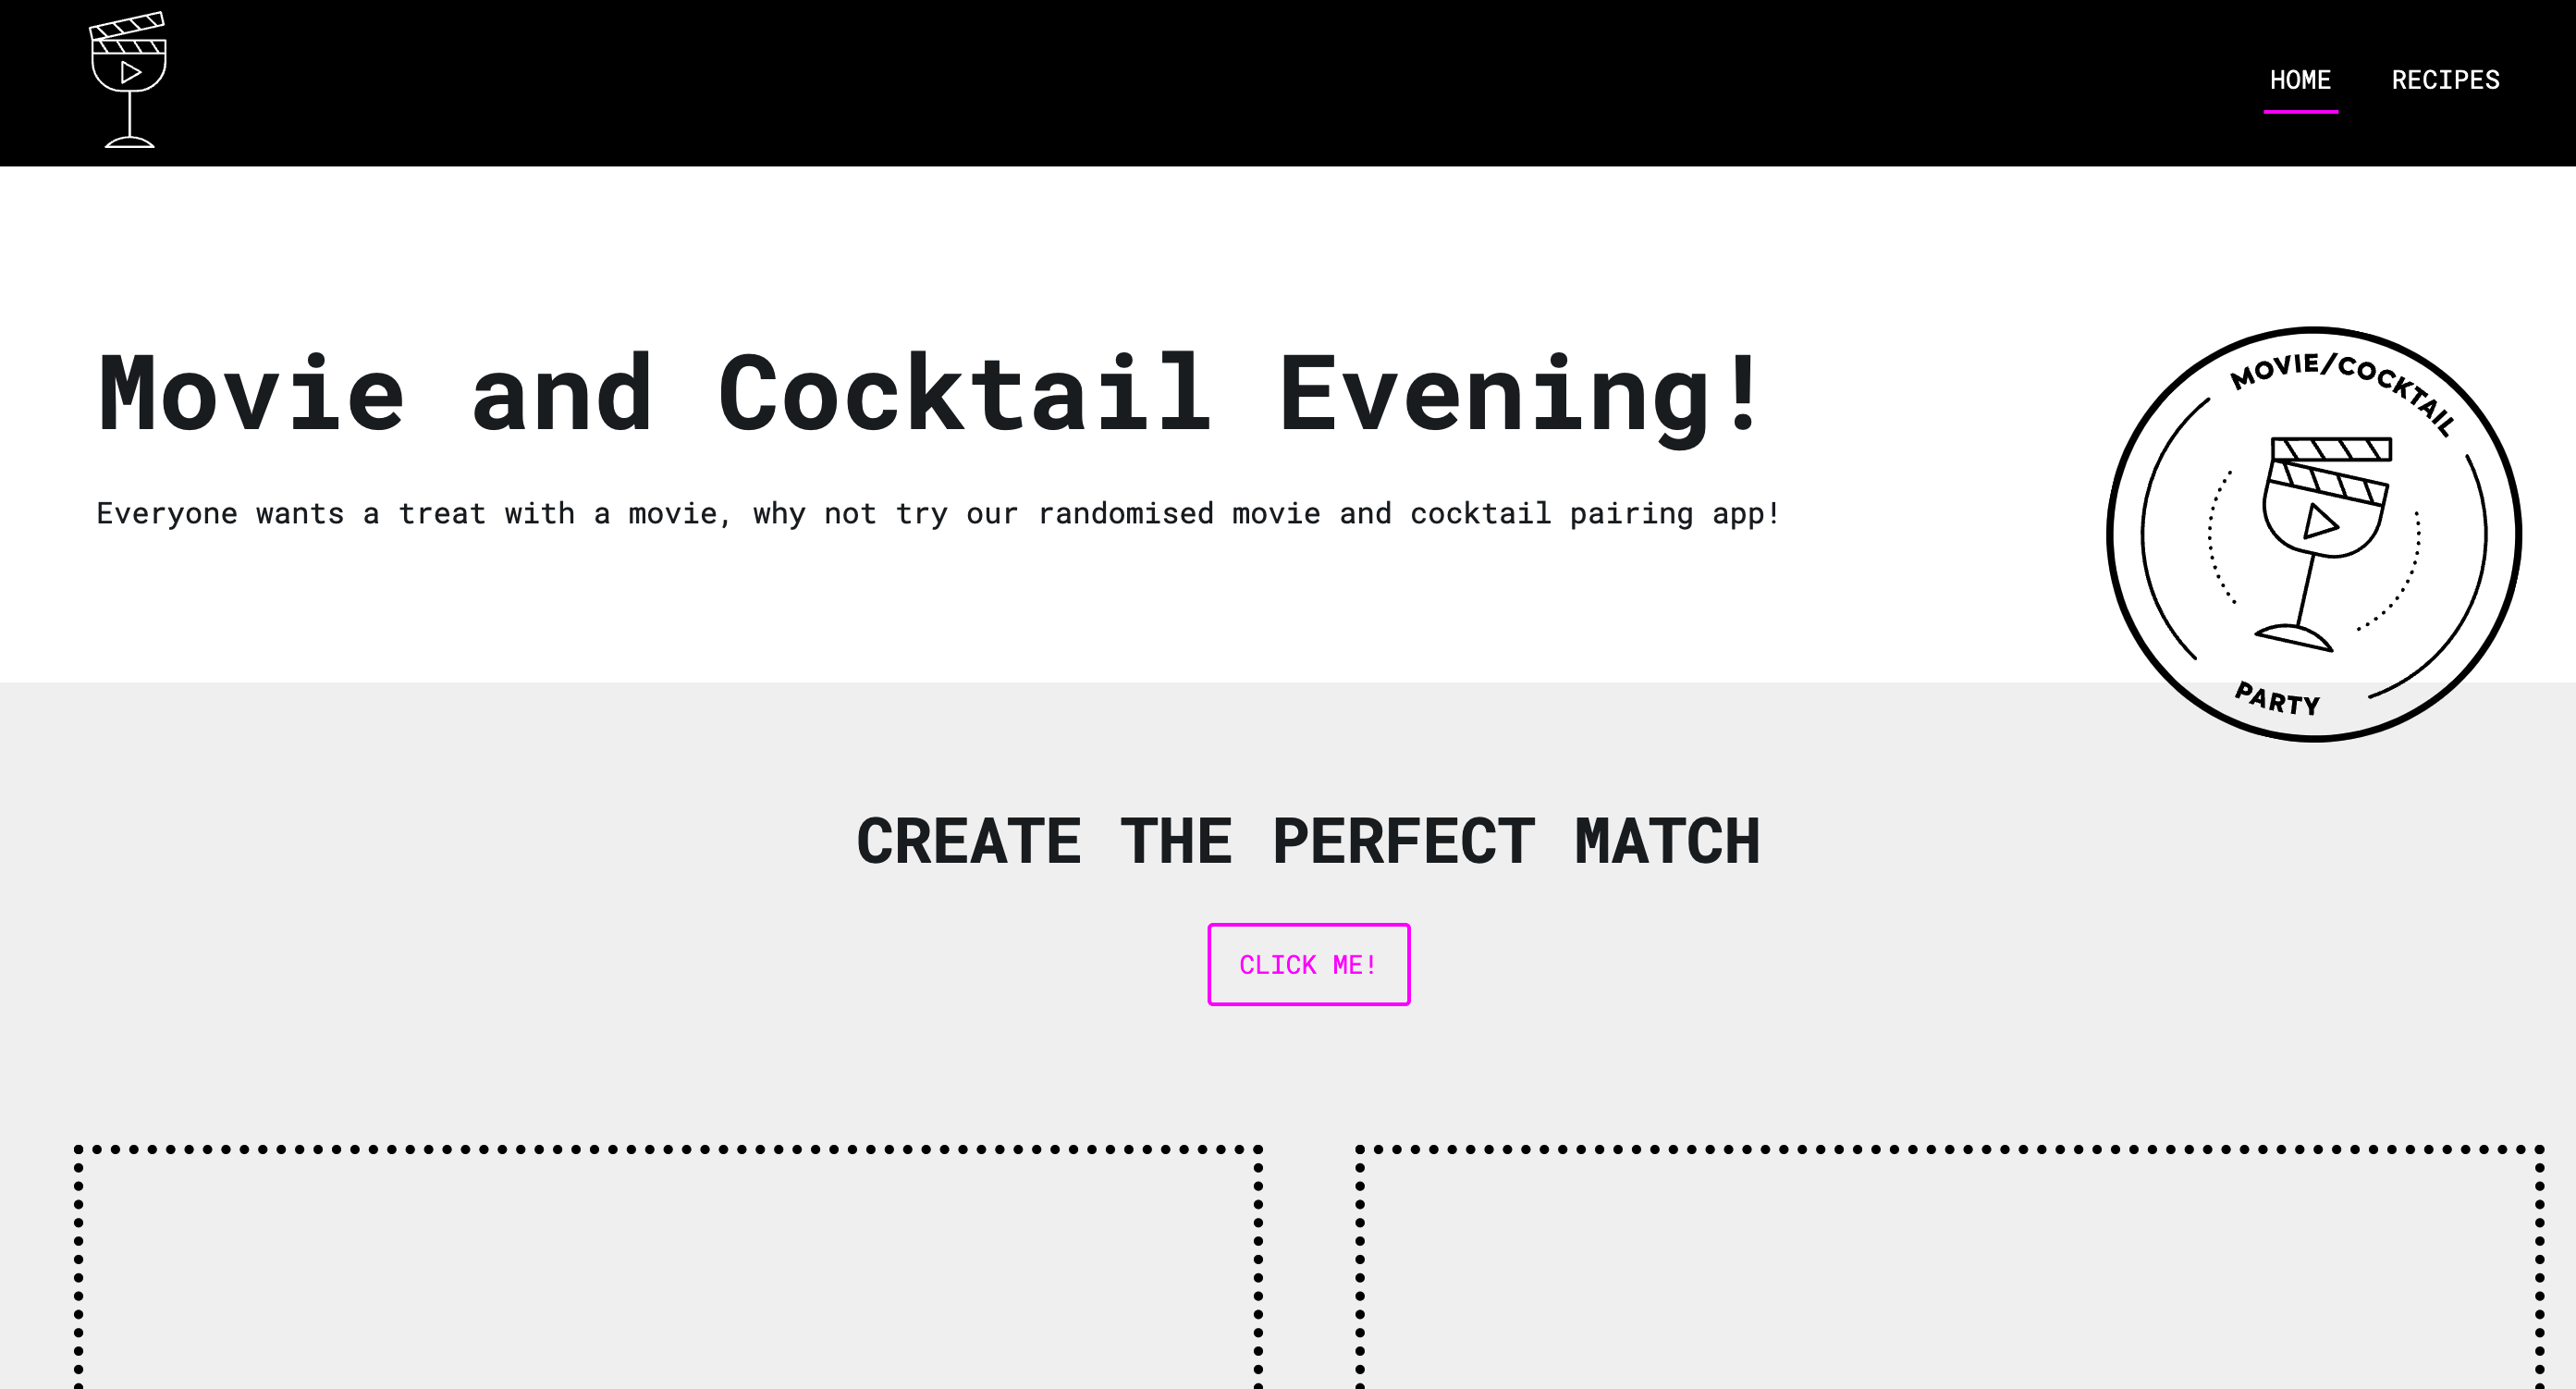 HOME RECIPES
Movie and Cocktail Evening!
Everyone wants a treat with a movie, why not try our randomised movie and cocktail pairing app!
MOVIE/COCKTAIL
PARTY
CREATE THE PERFECT MATCH
CLICK ME!